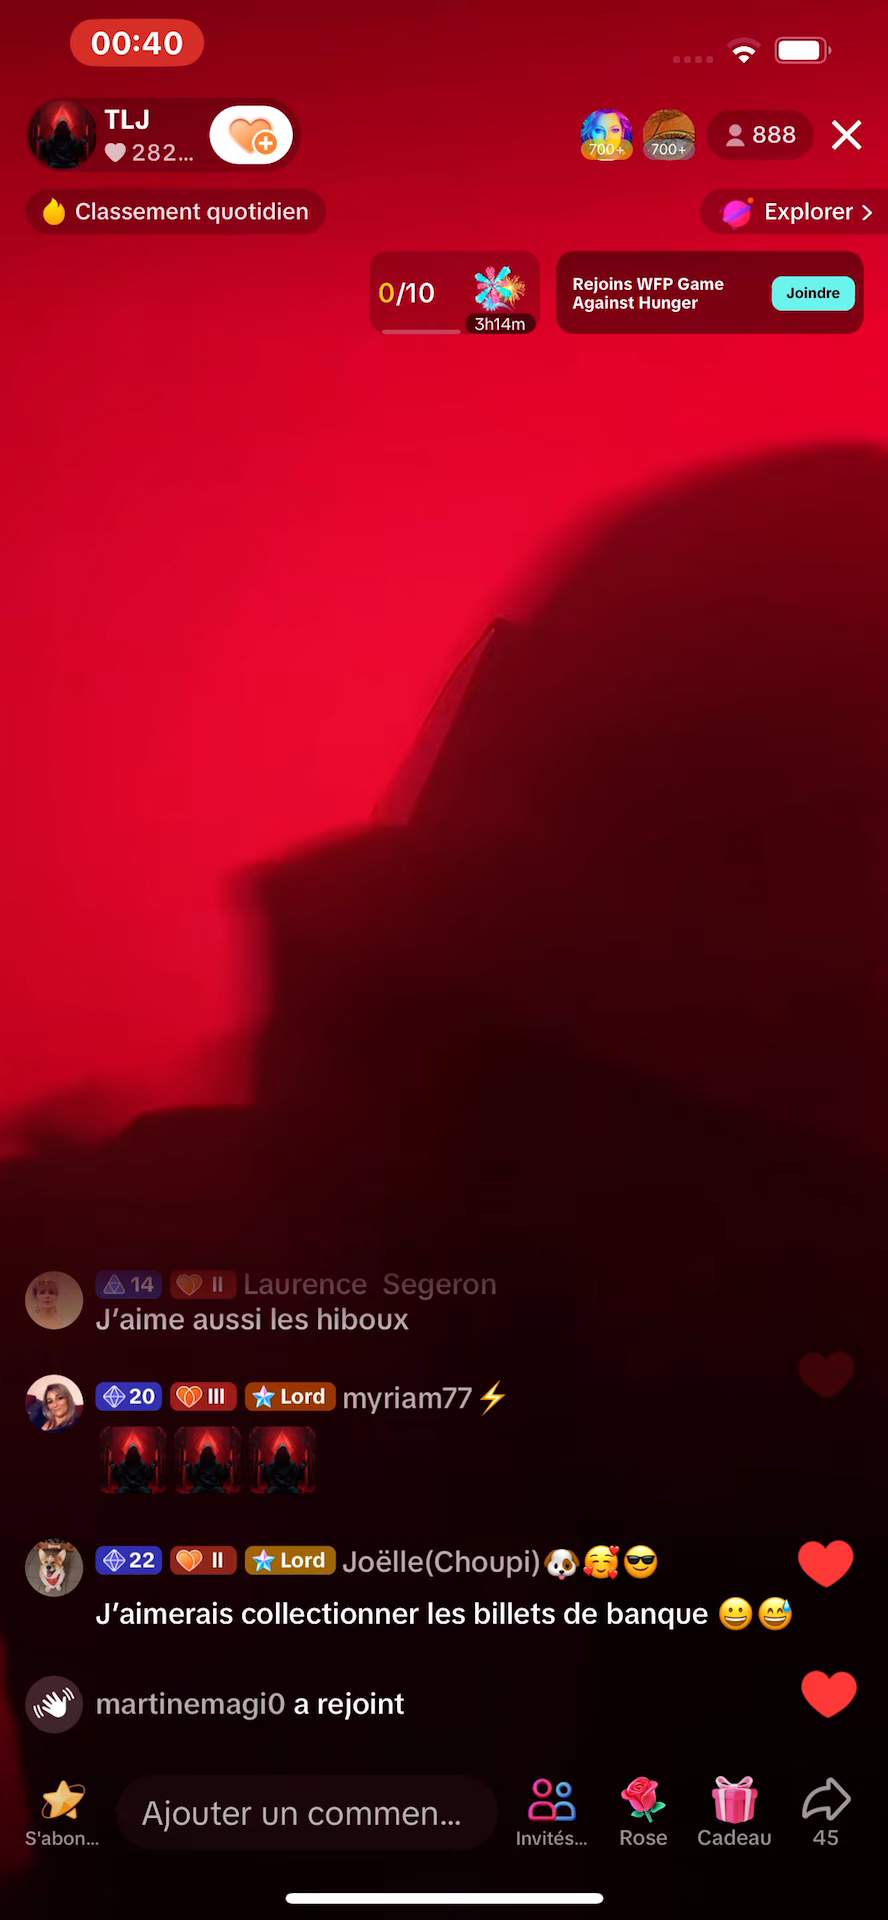 00:40
TLJ
282...
700+
700+
888
Classement quotidien
Explorer
0/10
3h14m
Rejoins WFP Game
Against Hunger
Joindre
14 II Laurence Segeron
J’aime aussi les hiboux
20 III Lord myriam77⚡
22 II Lord Joëlle(Choupi)🐶🥰😎
J’aimerais collectionner les billets de banque 😀😅
martinemagi0 a rejoint
S'abon...
Ajouter un commen...
Invités...
Rose
Cadeau
45